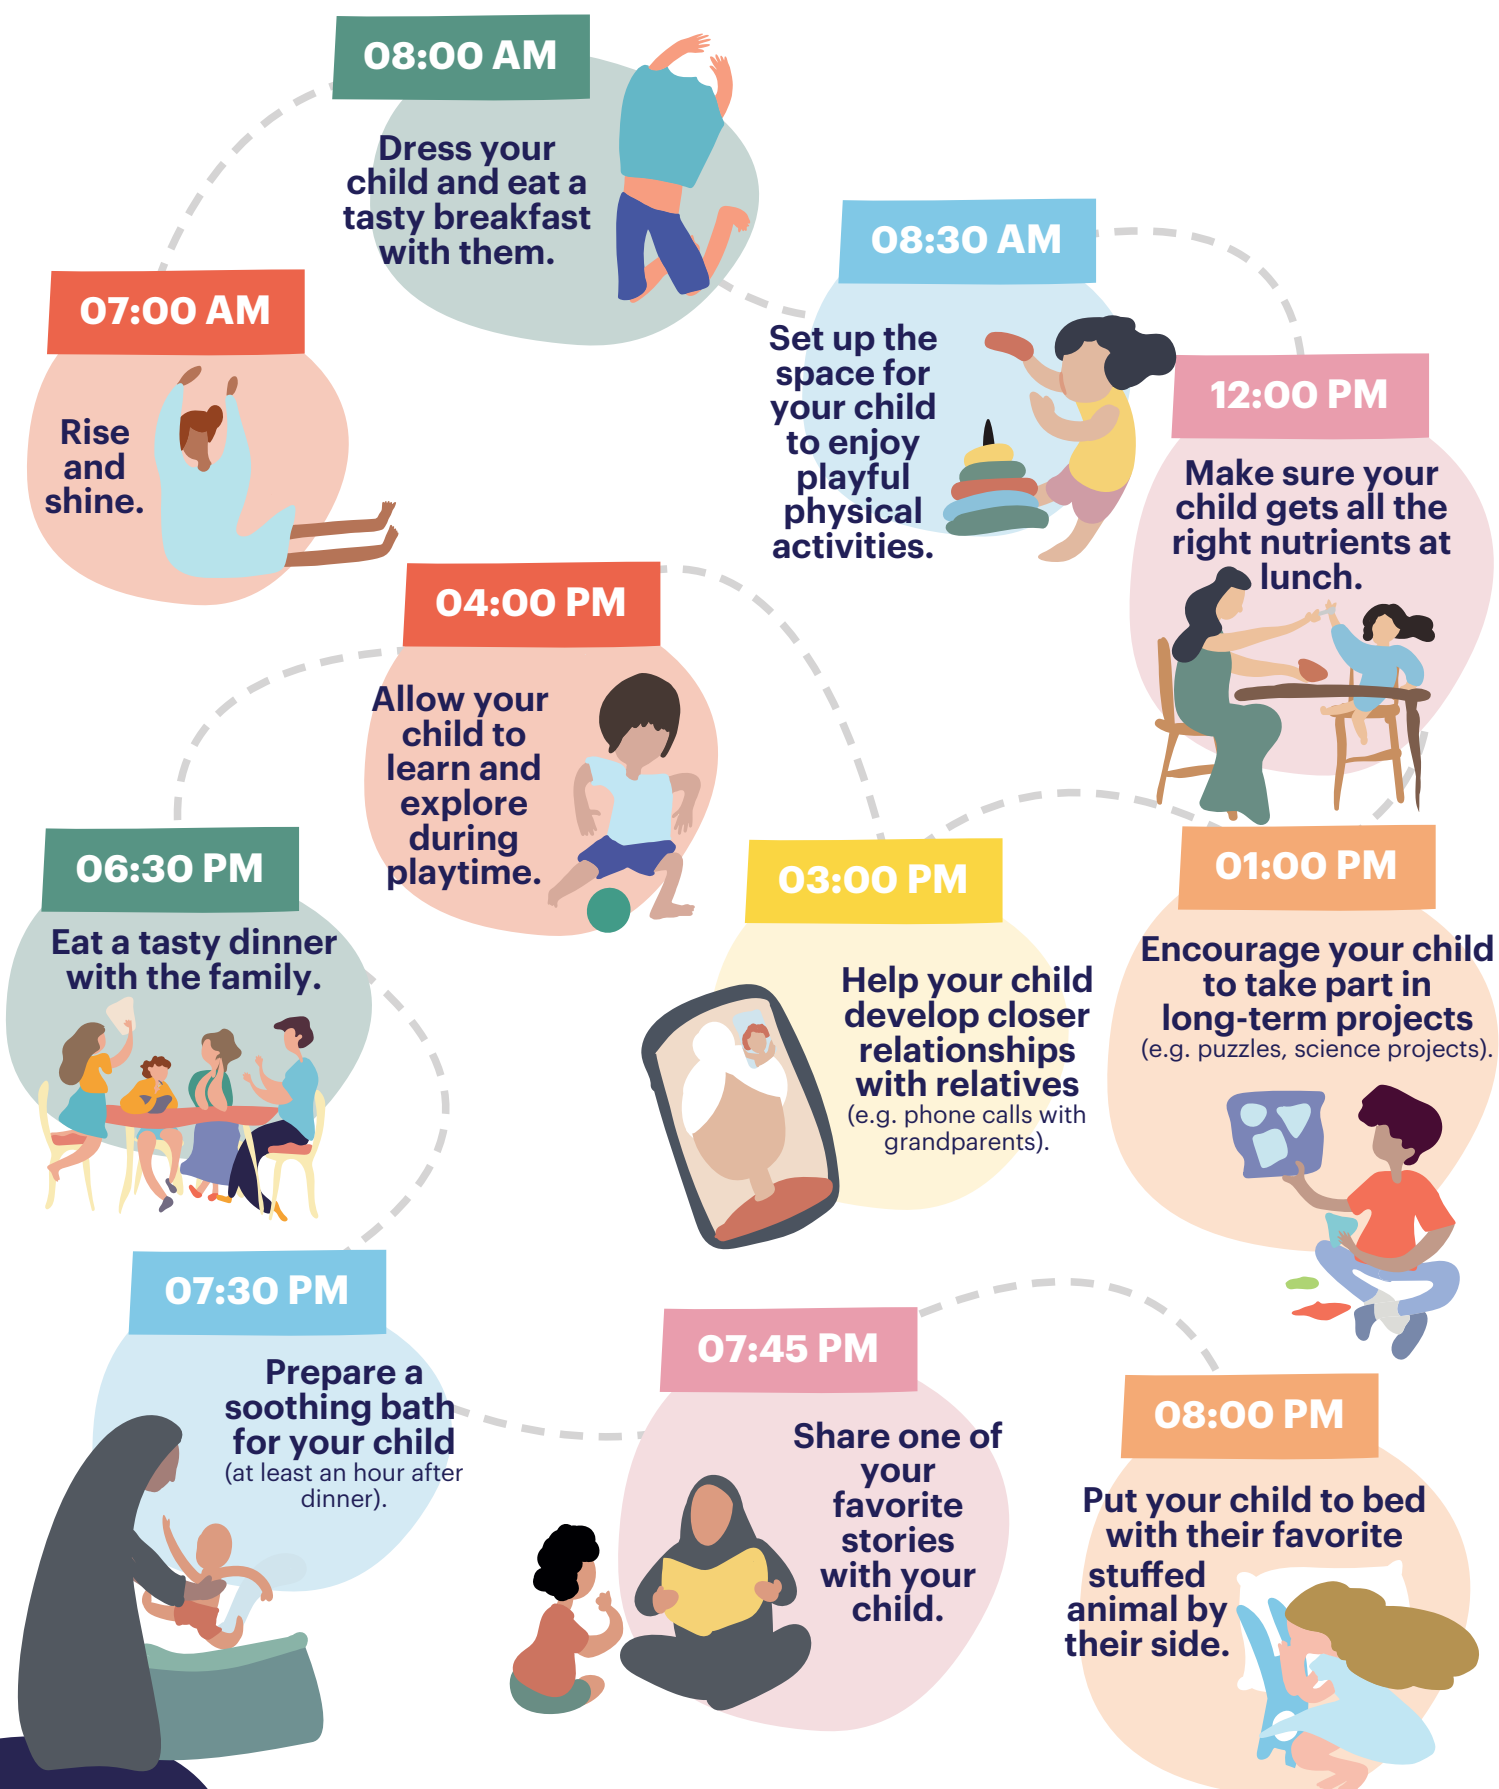 07:00 AM
Rise
and
shine.
08:00 AM
Dress your
child and eat a
tasty breakfast
with them.
08:30 AM
Set up the
space for
your child
to enjoy
playful
physical
activities.
12:00 PM
Make sure your
child gets all the
right nutrients at
lunch.
01:00 PM
Encourage your child
to take part in
long-term projects
(e.g. puzzles, science projects).
03:00 PM
Help your child
develop closer
relationships
with relatives
(e.g. phone calls with
grandparents).
04:00 PM
Allow your
child to
learn and
explore
during
playtime.
06:30 PM
Eat a tasty dinner
with the family.
07:30 PM
Prepare a
soothing bath
for your child
(at least an hour after
dinner).
07:45 PM
Share one of
your
favorite
stories
with your
child.
08:00 PM
Put your child to bed
with their favorite
stuffed
animal by
their side.